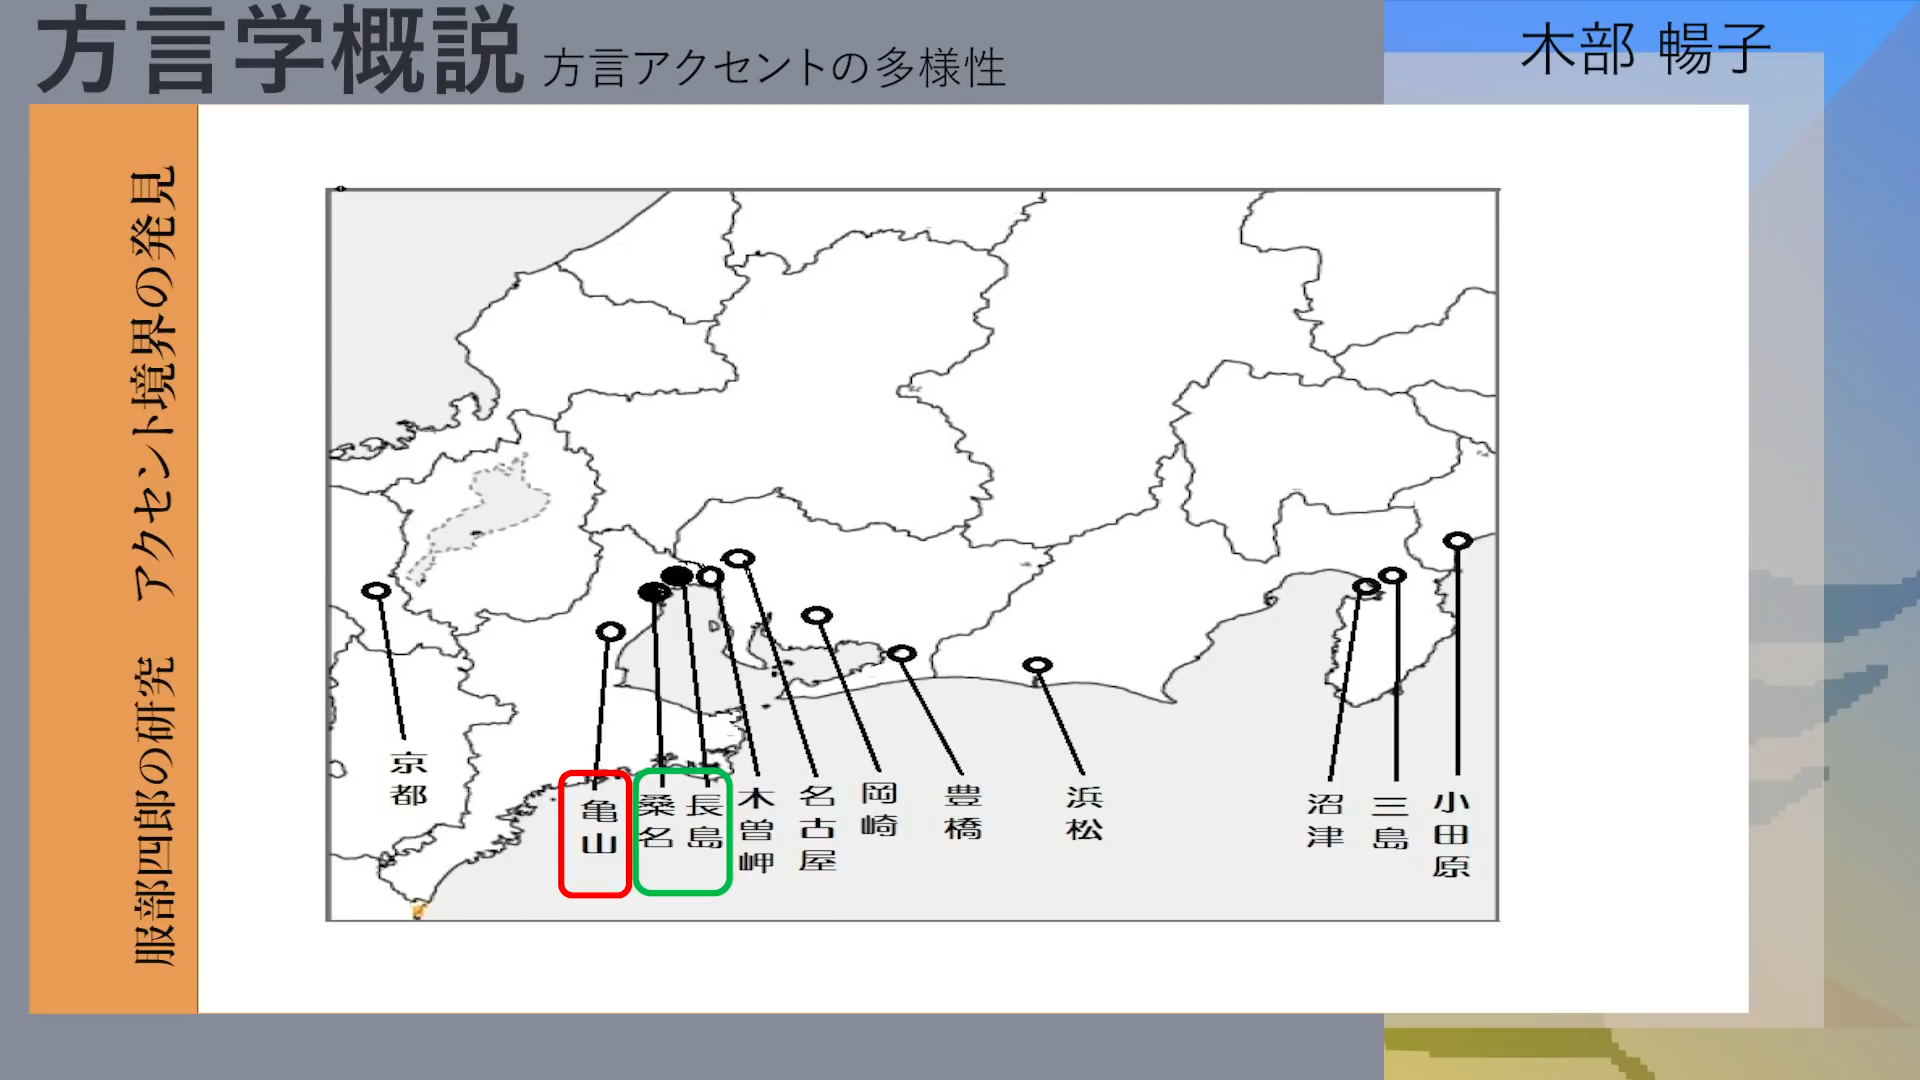 方言学概説 方言アクセントの多様性
木部 暢子
服部四郎の研究 アクセント境界の発見
京都
亀山
桑名
長島
木曽岬
名古屋
岡崎
豊橋
浜松
沼津
三島
小田原